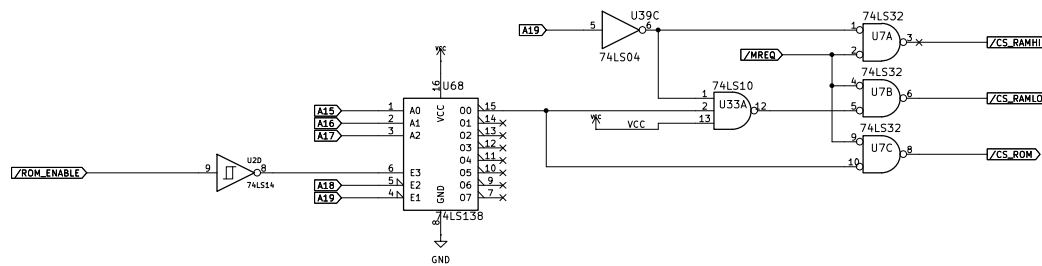 A19
5
U39C
6
74LS04
74LS32
1
2
U7A
3
/CS_RAMHI
/MREQ
74LS32
4
5
U7B
6
/CS_RAMLO
74LS10
1
2
13
U33A
12
VCC
VCC
74LS32
9
10
U7C
8
/CS_ROM
VCC
16
U68
A15
A16
A17
1
2
3
A0
A1
A2
VCC
O0
O1
O2
O3
O4
O5
O6
O7
15
14
13
12
11
10
9
7
/ROM_ENABLE
9
U2D
8
74LS14
6
5
4
E3
E2
E1
A18
A19
GND
8
74LS138
GND